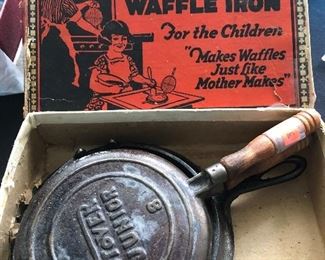 WAFFLE IRON
For the Children
"Makes Waffles
Just like
Mother Makes"
STOVER
JUNIOR
8